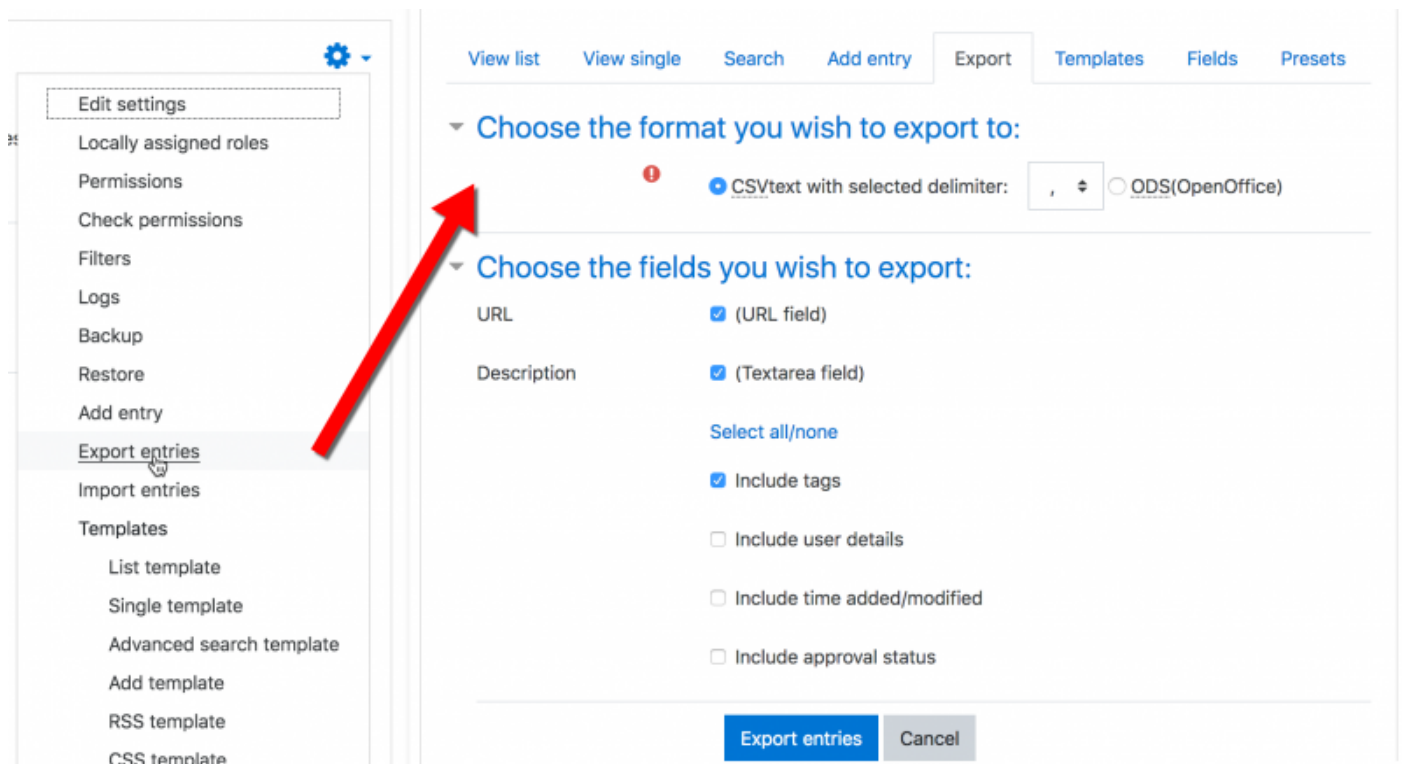 Edit settings
Locally assigned roles
Permissions
Check permissions
Filters
Logs
Backup
Restore
Add entry
Export entries
Import entries
Templates
List template
Single template
Advanced search template
Add template
RSS template
CSS template
View list View single Search Add entry Export Templates Fields Presets
Choose the format you wish to export to:
CSVtext with selected delimiter: , ODS(OpenOffice)
Choose the fields you wish to export:
URL (URL field)
Description (Textarea field)
Select all/none
Include tags
Include user details
Include time added/modified
Include approval status
Export entries Cancel